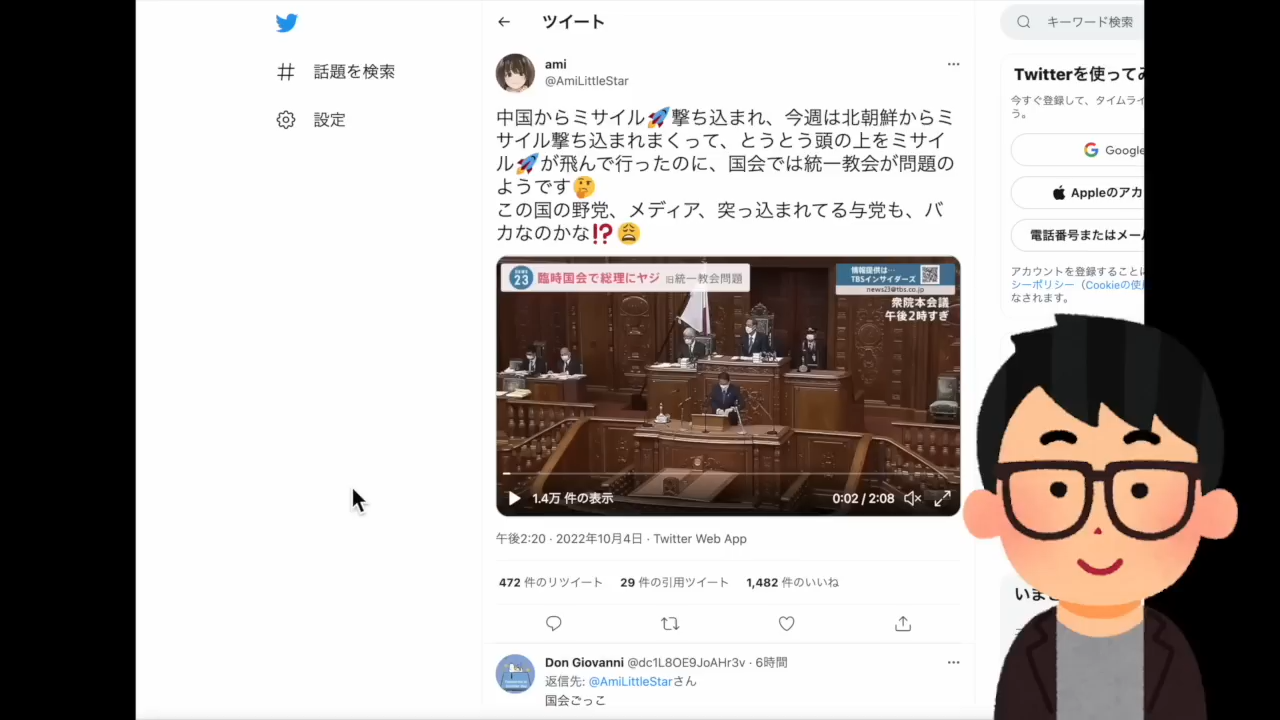 ツイート
キーワード検索
話題を検索
設定
ami
@AmiLittleStar
中国からミサイル🚀撃ち込まれ、今週は北朝鮮からミ
サイル撃ち込まれまくって、とうとう頭の上をミサイ
ル🚀が飛んで行ったのに、国会では統一教会が問題の
ようです🤔
この国の野党、メディア、突っ込まれてる与党も、バ
カなのかな⁉️😩
23
臨時国会で総理にヤジ 旧統一教会問題
情報提供は…
TBSインサイダーズ
news23@tbs.co.jp
衆院本会議
午後2時すぎ
1.4万 件の表示
0:02 / 2:08
午後2:20 · 2022年10月4日 · Twitter Web App
472 件のリツイート 29 件の引用ツイート 1,482 件のいいね
Don Giovanni @dc1L8OE9JoAHr3v · 6時間
返信先: @AmiLittleStarさん
国会ごっこ
Twitterを使って
今すぐ登録して、タイムライ
う。
Google
Appleのアカ
電話番号またはメー
アカウントを登録すること
シーポリシー（Cookieの使
なされます。
いま